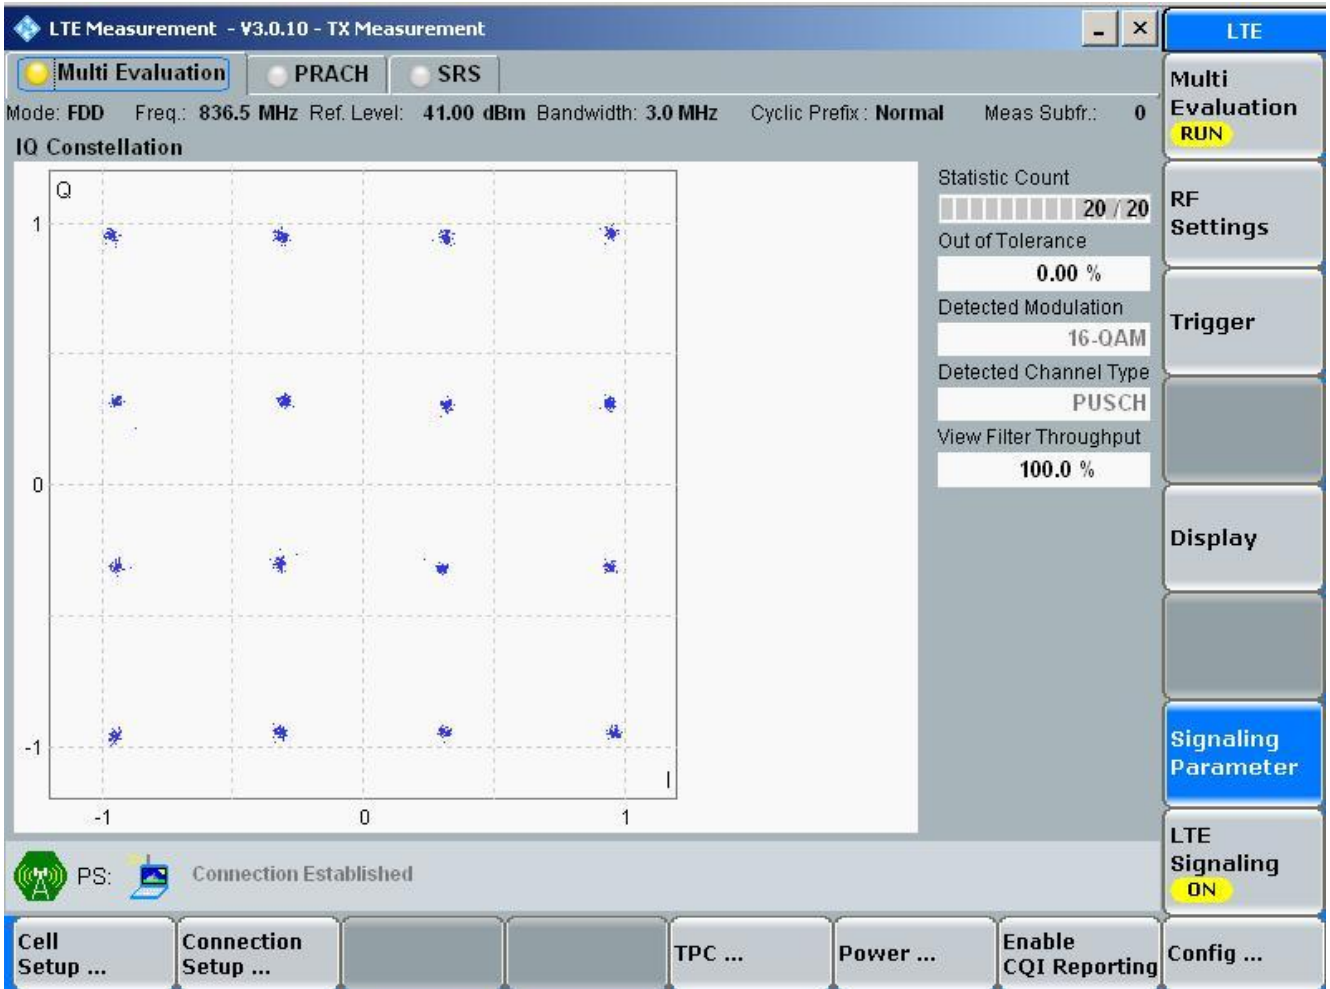 LTE Measurement - V3.0.10 - TX Measurement
LTE
Multi Evaluation PRACH SRS
Mode: FDD Freq.: 836.5 MHz Ref. Level: 41.00 dBm Bandwidth: 3.0 MHz Cyclic Prefix : Normal Meas Subfr.: 0
IQ Constellation
Q
1
0
-1
-1 0 1
I
Statistic Count
20 / 20
Out of Tolerance
0.00 %
Detected Modulation
16-QAM
Detected Channel Type
PUSCH
View Filter Throughput
100.0 %
Multi
Evaluation
RUN
RF
Settings
Trigger
Display
Signaling
Parameter
LTE
Signaling
ON
PS: Connection Established
Cell
Setup ...
Connection
Setup ...
TPC ...
Power ...
Enable
CQI Reporting
Config ...